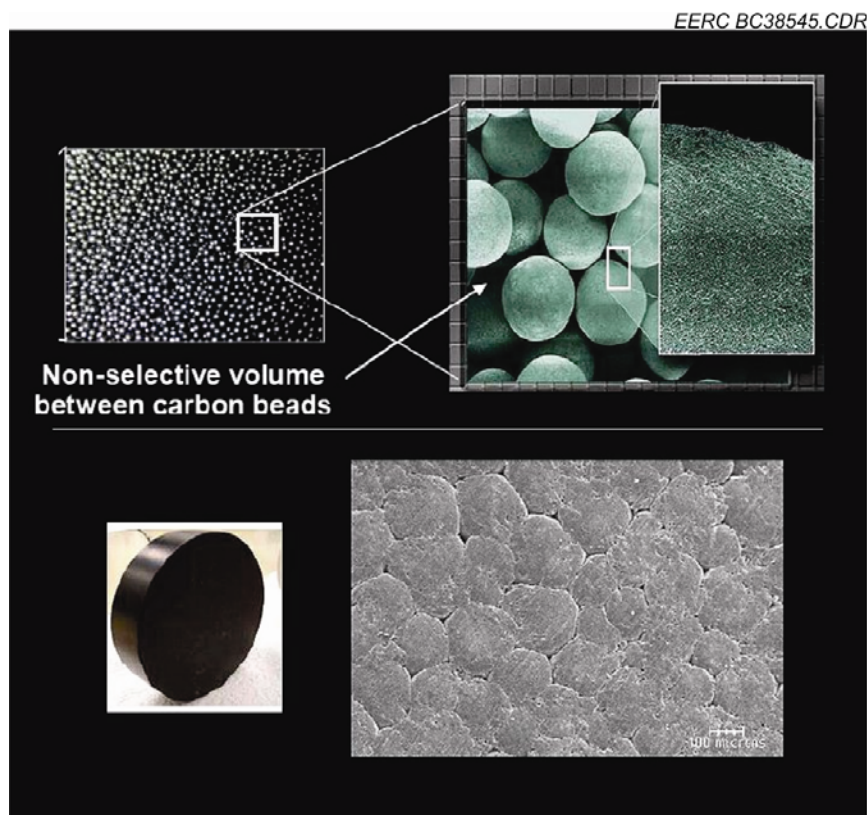 EERC BC38545.CDR
Non-selective volume
between carbon beads
100 microns